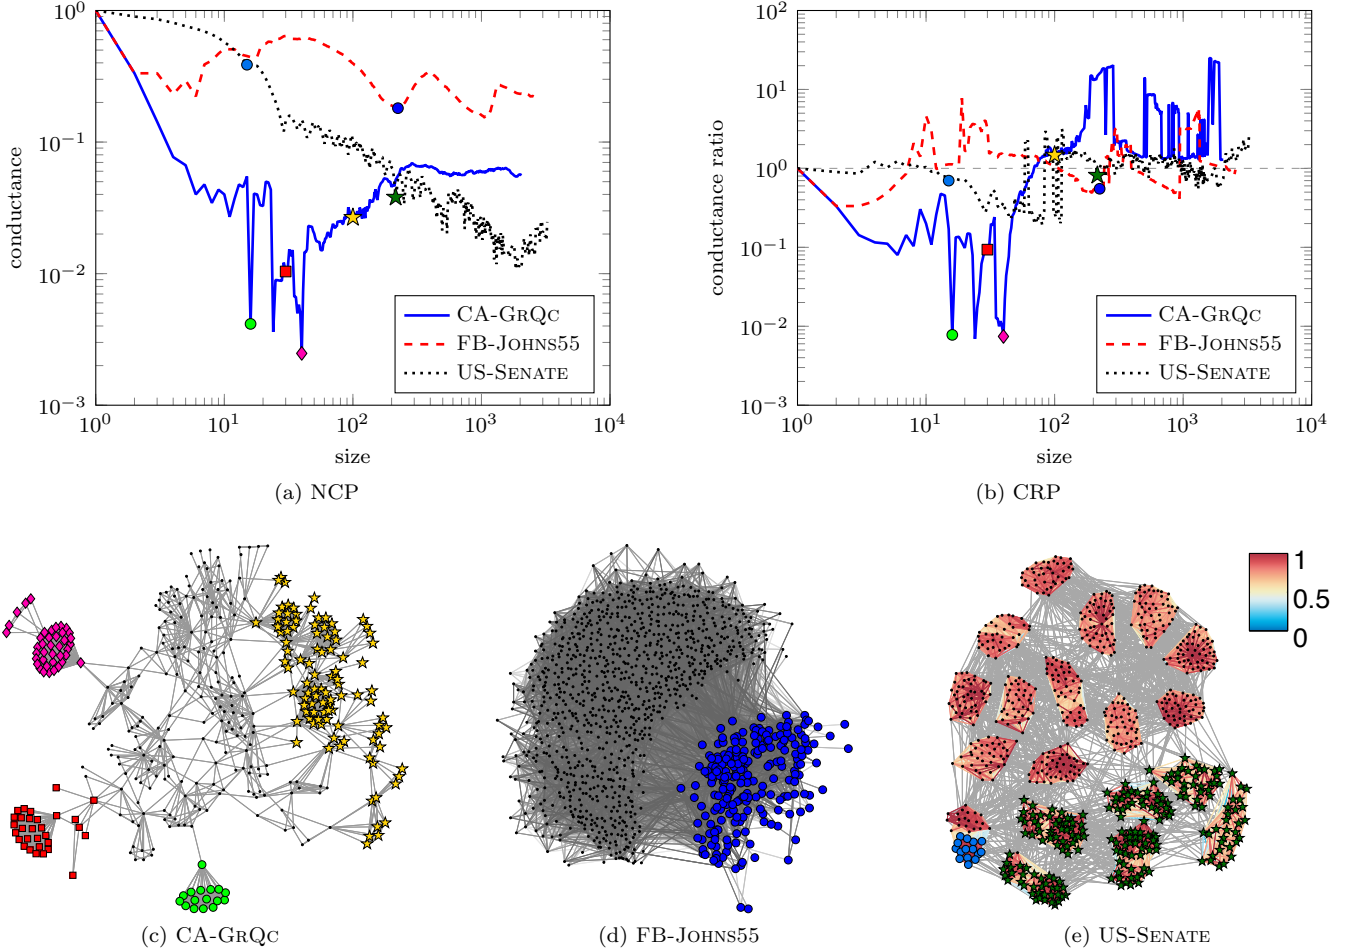 conductance
10^0
10^−1
10^−2
10^−3
10^0
10^1
10^2
10^3
10^4
size
CA-GRQC
FB-JOHNS55
US-SENATE
(a) NCP
conductance ratio
10^2
10^1
10^0
10^−1
10^−2
10^−3
10^0
10^1
10^2
10^3
10^4
size
CA-GRQC
FB-JOHNS55
US-SENATE
(b) CRP
1
0.5
0
(c) CA-GRQC
(d) FB-JOHNS55
(e) US-SENATE